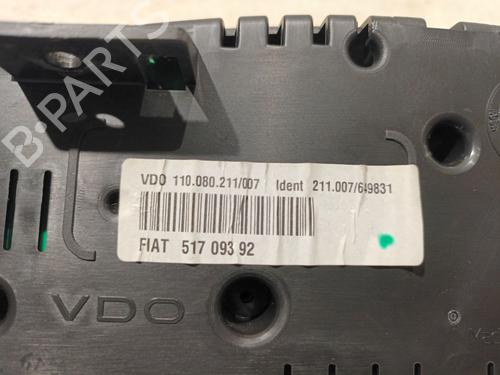 B-PARTS
VDO 110.080.211/007 Ident 211.007/649831
FIAT 517 093 92
VDO